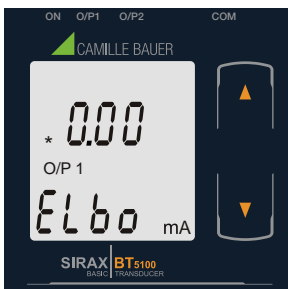 ON O/P1 O/P2 COM
CAMILLE BAUER
* 0.00
O/P 1
ELbo mA
SIRAX BT5100
BASIC TRANSDUCER